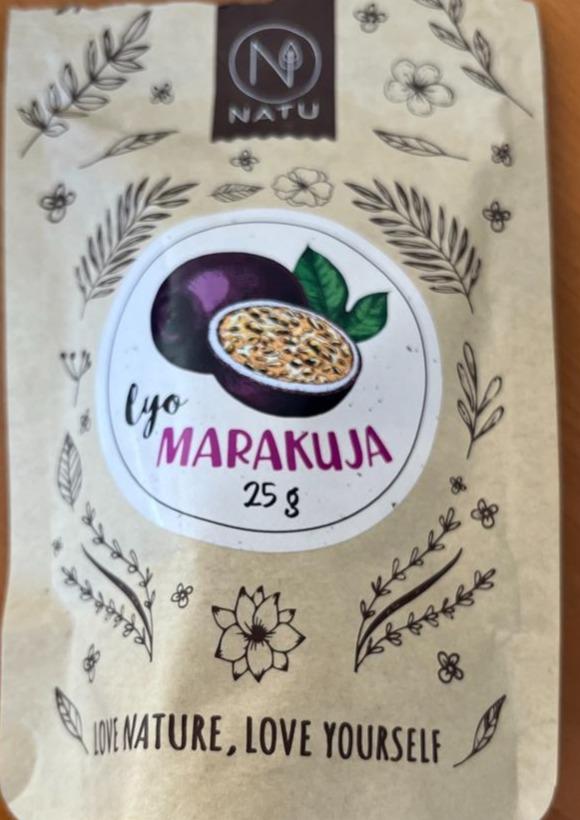 N
NATU
lyo
MARAKUJA
25 g
LOVE NATURE, LOVE YOURSELF